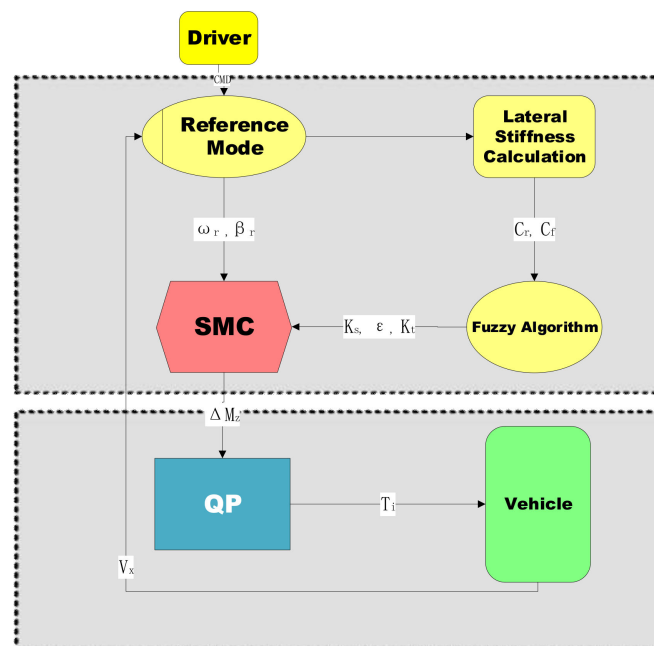 Driver
CMD
Reference
Mode
Lateral
Stiffness
Calculation
ω r , β r
Cr, Cf
SMC
Ks, ε, Kt
Fuzzy Algorithm
ΔMz
QP
Ti
Vehicle
Vx